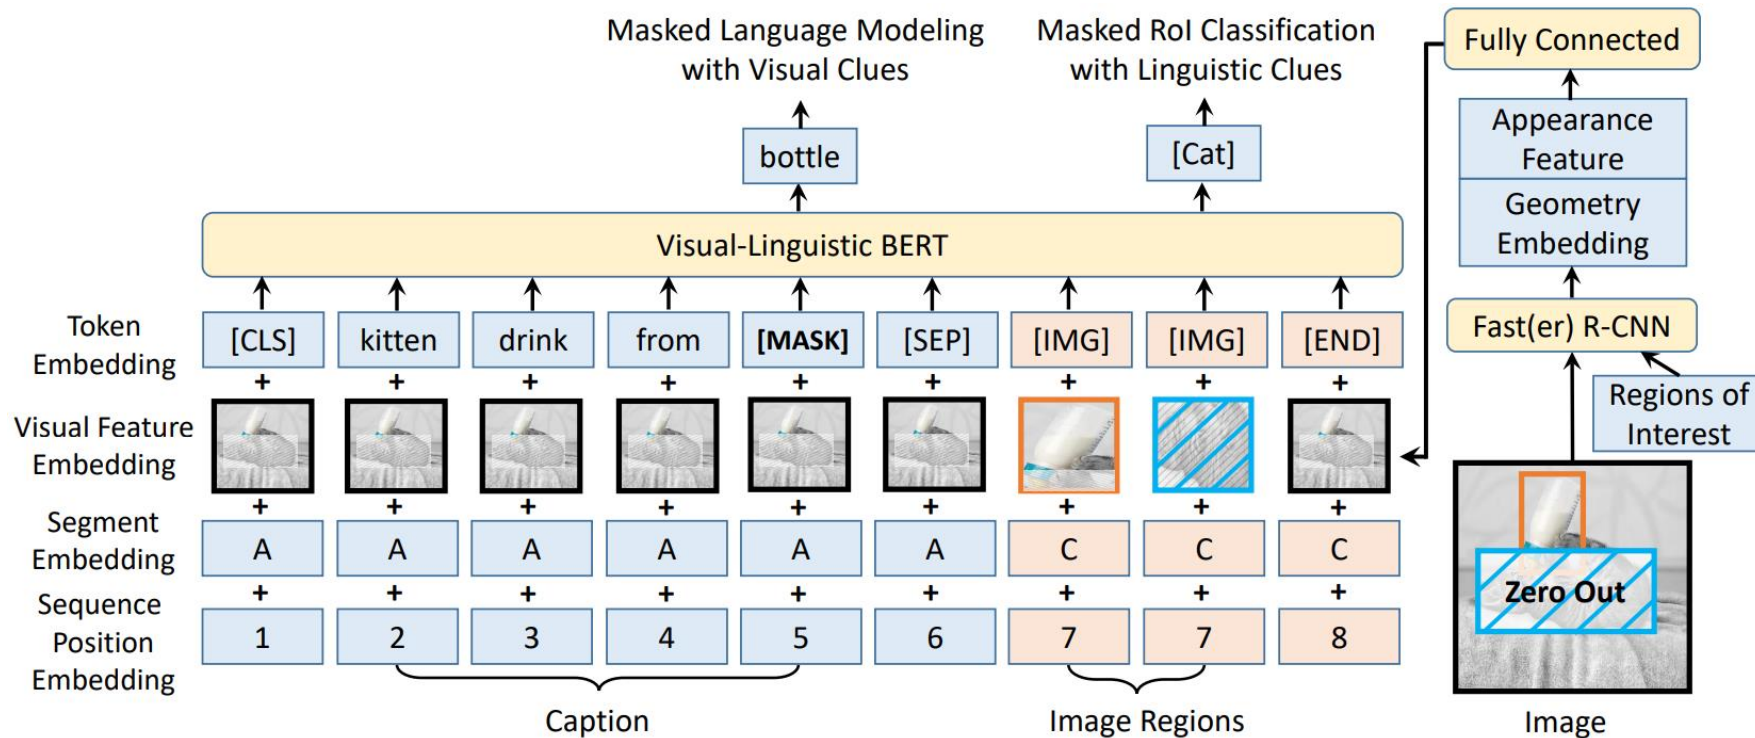 Masked Language Modeling
with Visual Clues
Masked RoI Classification
with Linguistic Clues
Fully Connected
bottle
[Cat]
Appearance
Feature
Geometry
Embedding
Visual-Linguistic BERT
Fast(er) R-CNN
Regions of
Interest
Token
Embedding
[CLS] kitten drink from [MASK] [SEP] [IMG] [IMG] [END]
+ + + + + + + + +
Visual Feature
Embedding
+ + + + + + + + +
Segment
Embedding
A A A A A A C C C
+ + + + + + + + +
Sequence
Position
Embedding
1 2 3 4 5 6 7 7 8
Zero Out
Caption
Image Regions
Image